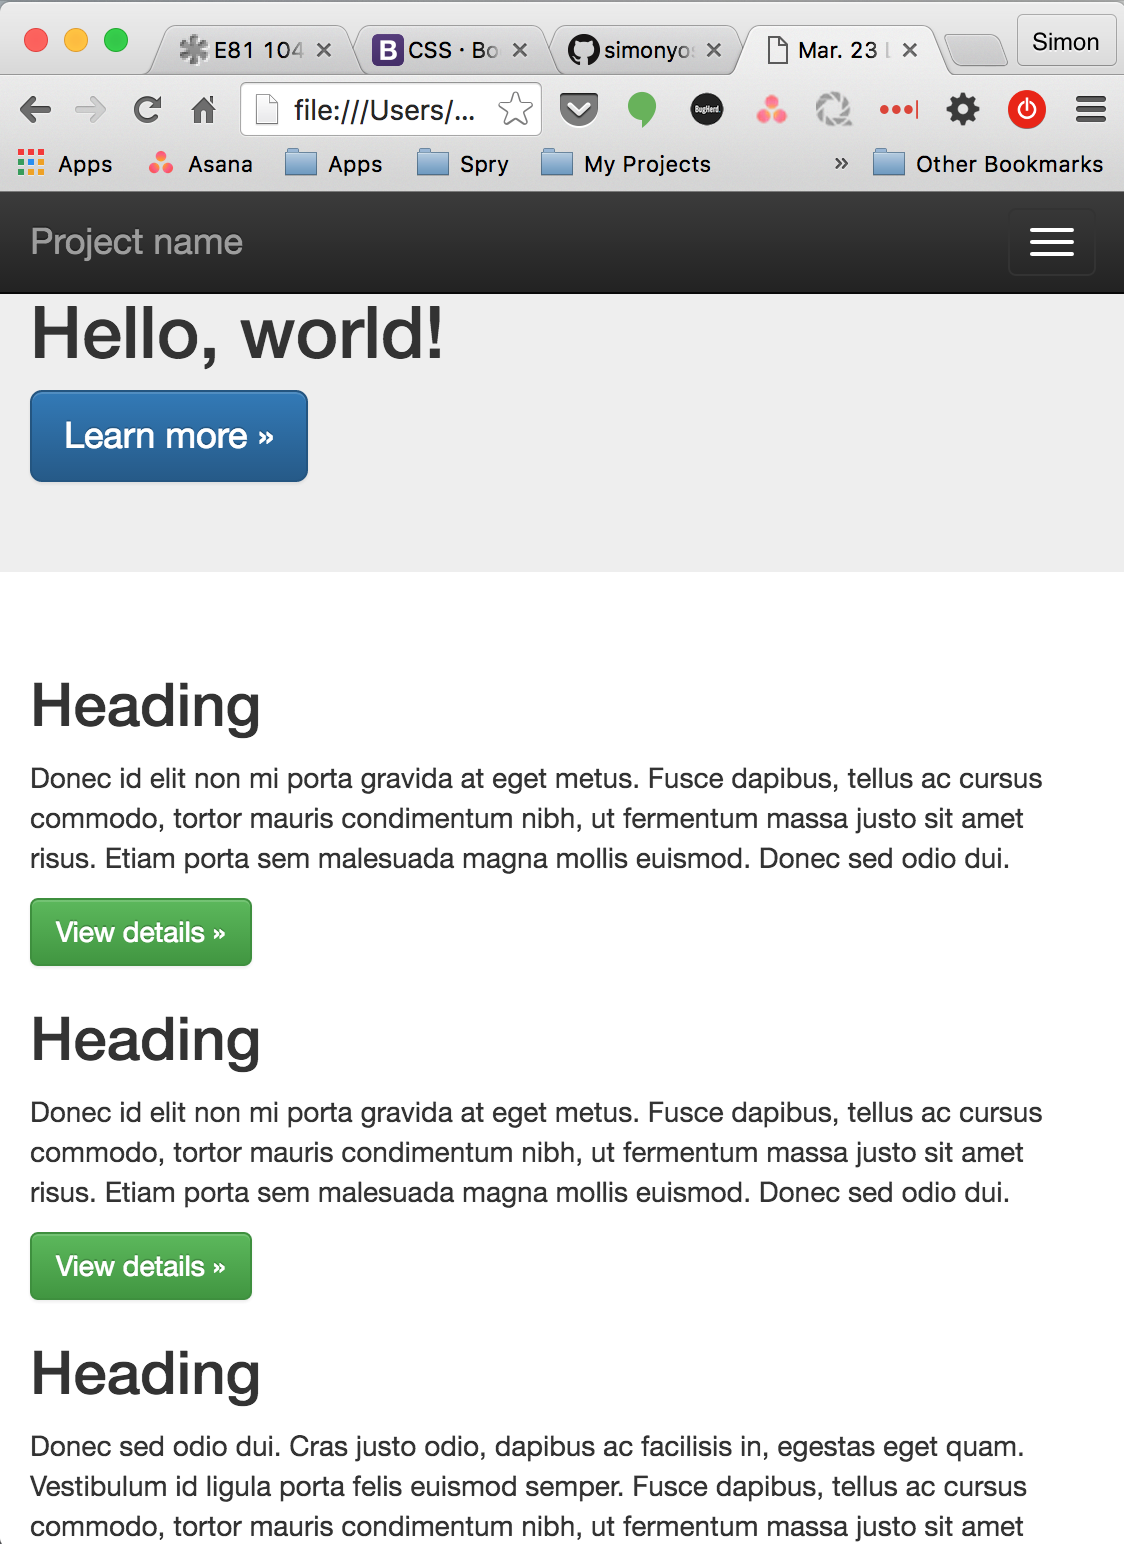 E81 104
CSS · Bo
simonyo
Mar. 23 L
Simon
file:///Users/...
BugHerd
Apps
Asana
Apps
Spry
My Projects
»
Other Bookmarks
Project name
Hello, world!
Learn more »
Heading
Donec id elit non mi porta gravida at eget metus. Fusce dapibus, tellus ac cursus
commodo, tortor mauris condimentum nibh, ut fermentum massa justo sit amet
risus. Etiam porta sem malesuada magna mollis euismod. Donec sed odio dui.
View details »
Heading
Donec id elit non mi porta gravida at eget metus. Fusce dapibus, tellus ac cursus
commodo, tortor mauris condimentum nibh, ut fermentum massa justo sit amet
risus. Etiam porta sem malesuada magna mollis euismod. Donec sed odio dui.
View details »
Heading
Donec sed odio dui. Cras justo odio, dapibus ac facilisis in, egestas eget quam.
Vestibulum id ligula porta felis euismod semper. Fusce dapibus, tellus ac cursus
commodo, tortor mauris condimentum nibh, ut fermentum massa justo sit amet